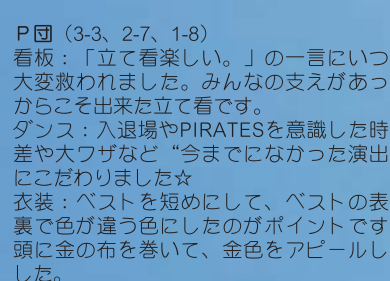 P団（3-3、2-7、1-8）
看板：「立て看楽しい。」の一言にいつ
大変救われました。みんなの支えがあっ
からこそ出来た立て看です。
ダンス：入退場やPIRATESを意識した時
差や大ワザなど“今までになかった演出
にこだわりました☆
衣装：ベストを短めにして、ベストの表
裏で色が違う色にしたのがポイントです
頭に金の布を巻いて、金色をアピールし
した。